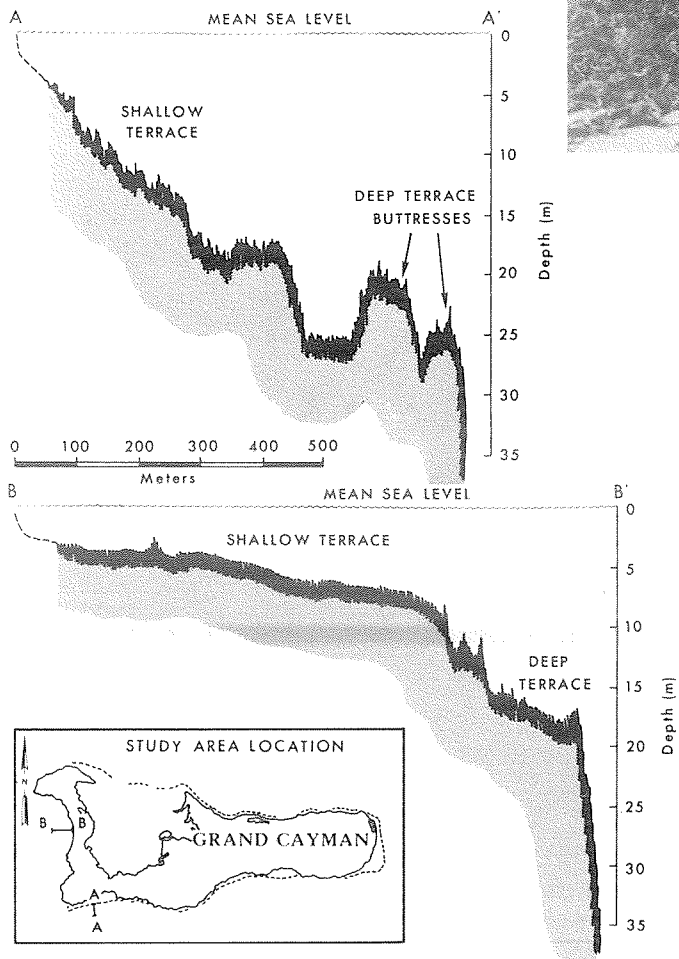 A
MEAN SEA LEVEL
A'
0
SHALLOW
TERRACE
5
10
DEEP TERRACE
BUTTRESSES
15
20
25
30
35
Depth (m)
0 100 200 300 400 500
Meters
B
MEAN SEA LEVEL
B'
0
SHALLOW TERRACE
5
10
DEEP
TERRACE
15
20
25
30
35
Depth (m)
STUDY AREA LOCATION
N
B B'
GRAND CAYMAN
A
A